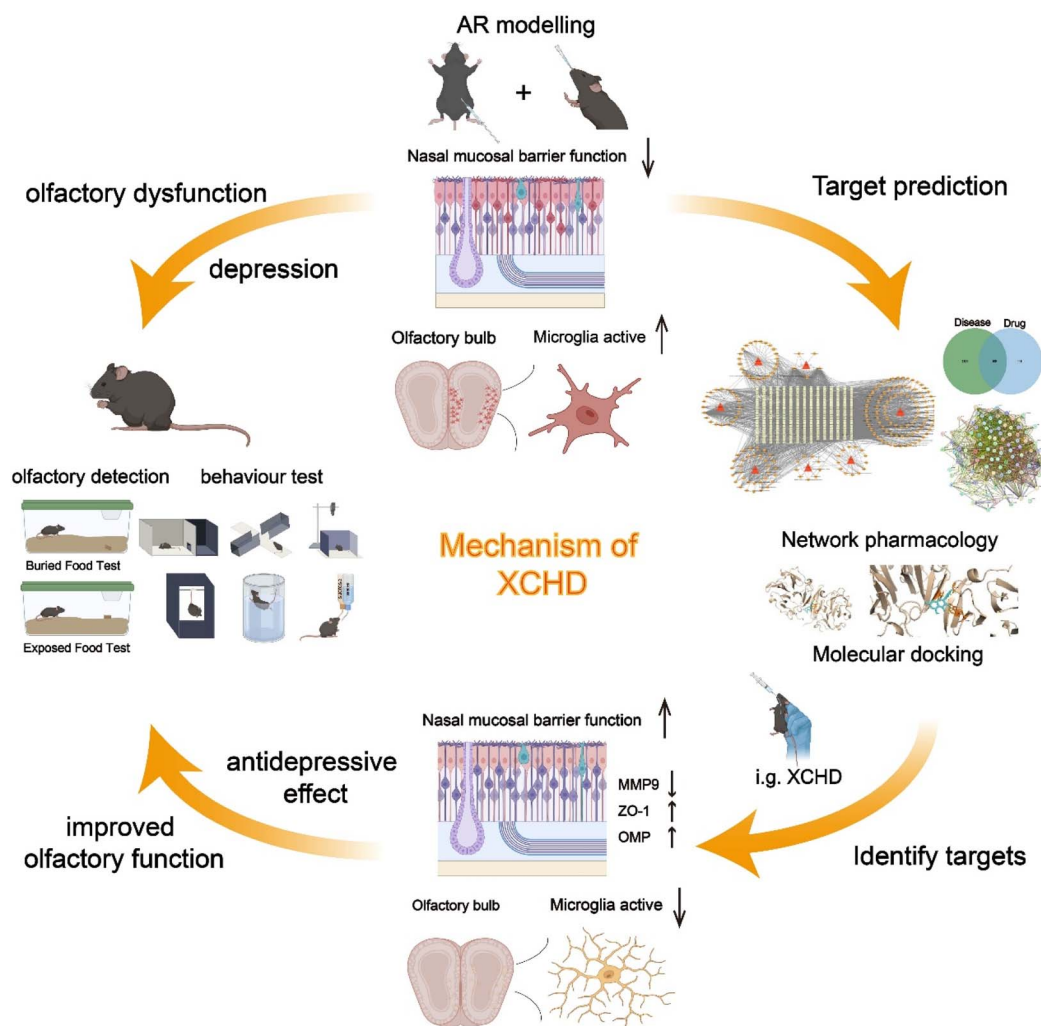 AR modelling
+
Nasal mucosal barrier function ↓
olfactory dysfunction
depression
Target prediction
Olfactory bulb
Microglia active ↑
Disease
Drug
olfactory detection
behaviour test
Buried Food Test
Exposed Food Test
Mechanism of
XCHD
Network pharmacology
Molecular docking
i.g. XCHD
Identify targets
Nasal mucosal barrier function ↑
MMP9 ↓
ZO-1 ↑
OMP ↑
antidepressive
effect
improved
olfactory function
Olfactory bulb
Microglia active ↓